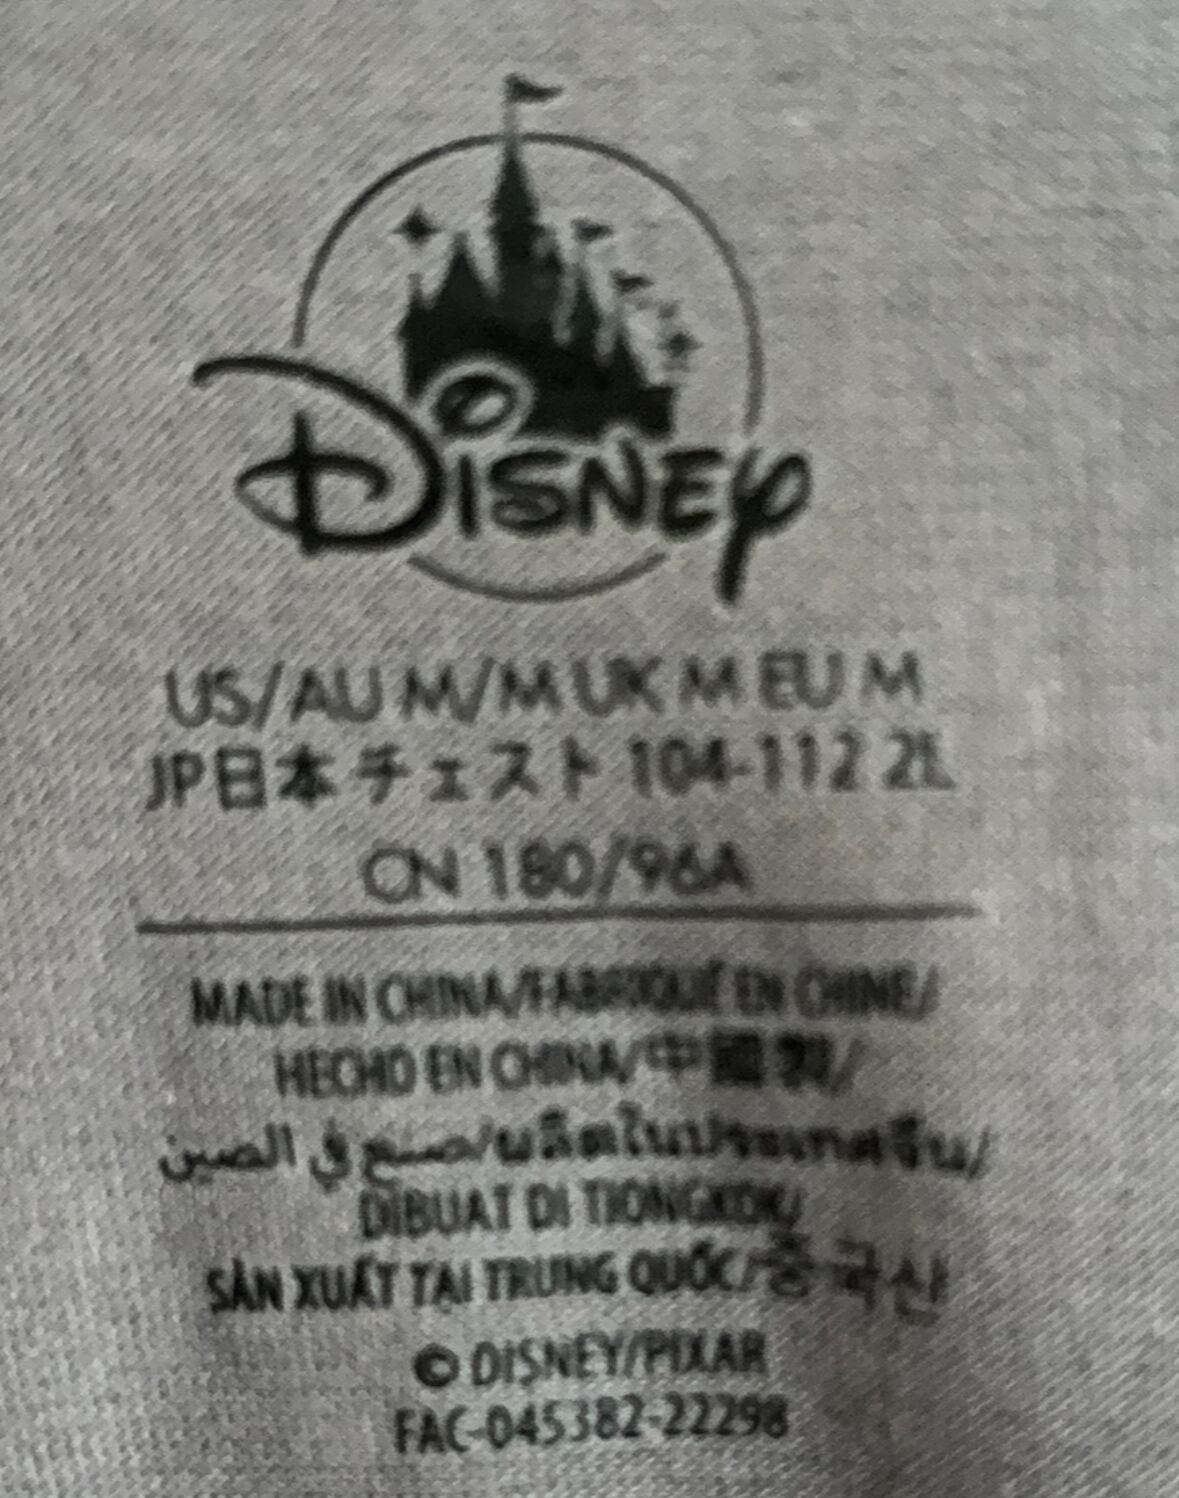 Disney
US/AU M/M UK M EU M
JP日本チェスト 104-112 2L
CN 180/96A
MADE IN CHINA/FABRIQUÉ EN CHINE/
HECHO EN CHINA/中國製/
صنع في الصين/ผลิตในประเทศจีน/
DIBUAT DI TIONGKOK/
SẢN XUẤT TẠI TRUNG QUỐC/중국산
© DISNEY/PIXAR
FAC-045382-22298